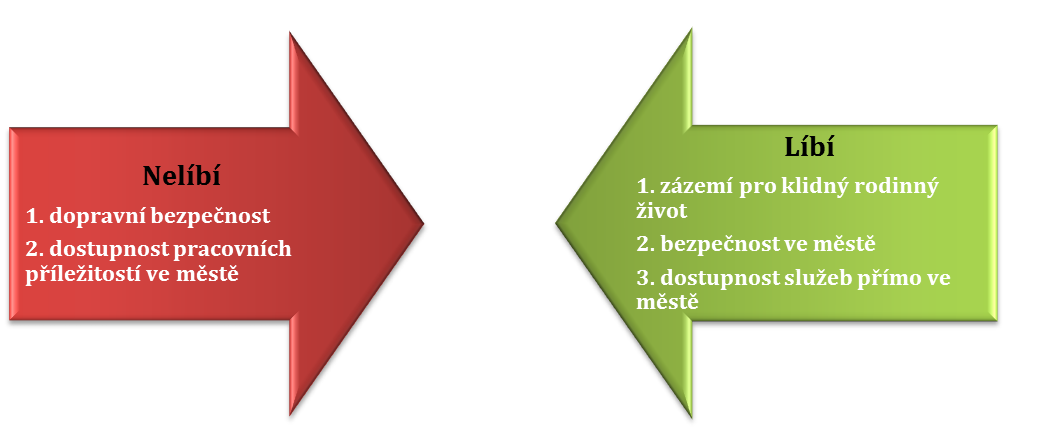 Nelíbí
1. dopravní bezpečnost
2. dostupnost pracovních
příležitostí ve městě
Líbí
1. zázemí pro klidný rodinný
život
2. bezpečnost ve městě
3. dostupnost služeb přímo ve
městě